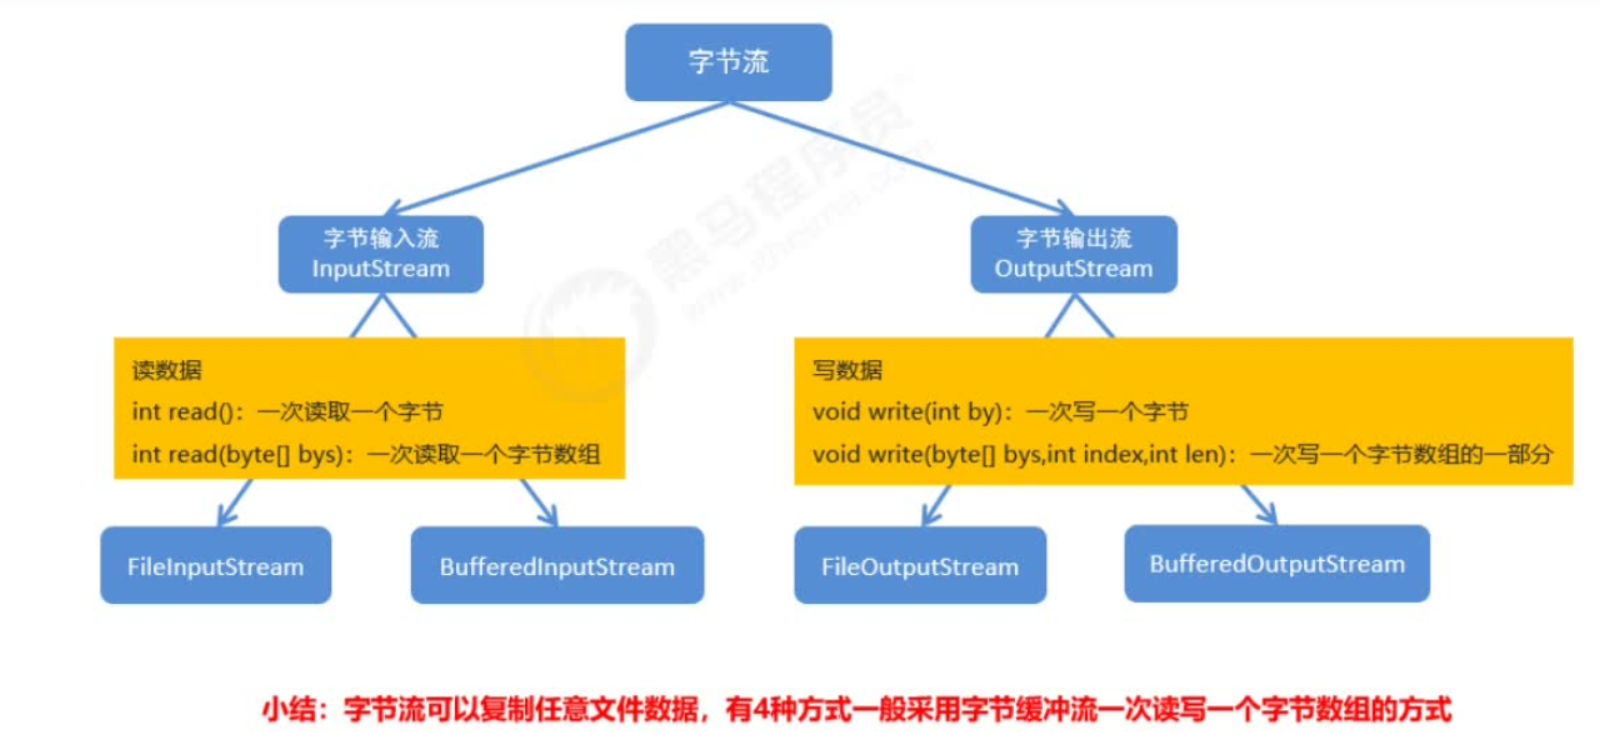 字节流
字节输入流
InputStream
字节输出流
OutputStream
读数据
int read()：一次读取一个字节
int read(byte[] bys)：一次读取一个字节数组
写数据
void write(int by)：一次写一个字节
void write(byte[] bys,int index,int len)：一次写一个字节数组的一部分
FileInputStream
BufferedInputStream
FileOutputStream
BufferedOutputStream
黑马程序员
小结：字节流可以复制任意文件数据，有4种方式一般采用字节缓冲流一次读写一个字节数组的方式